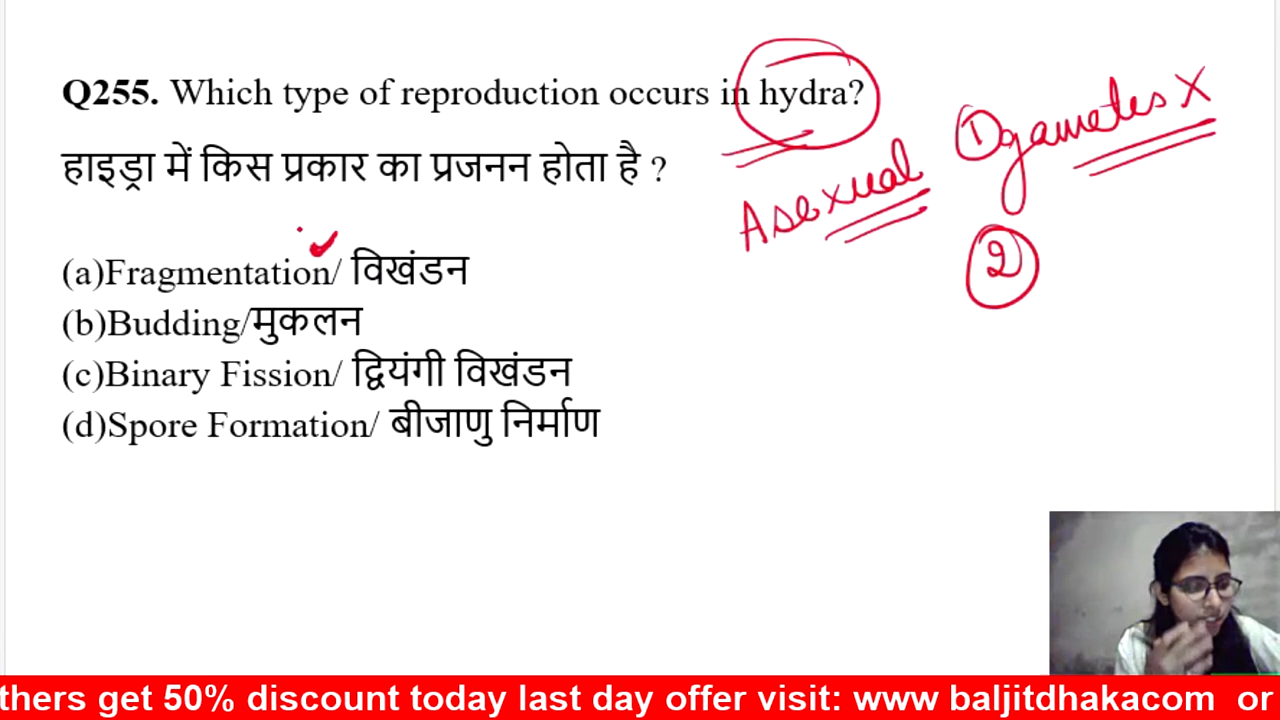 Q255. Which type of reproduction occurs in hydra?
हाइड्रा में किस प्रकार का प्रजनन होता है ?
Asexual
① gametes X
②
(a)Fragmentation/ विखंडन
(b)Budding/मुकलन
(c)Binary Fission/ द्वियंगी विखंडन
(d)Spore Formation/ बीजाणु निर्माण
thers get 50% discount today last day offer visit: www baljitdhakacom or